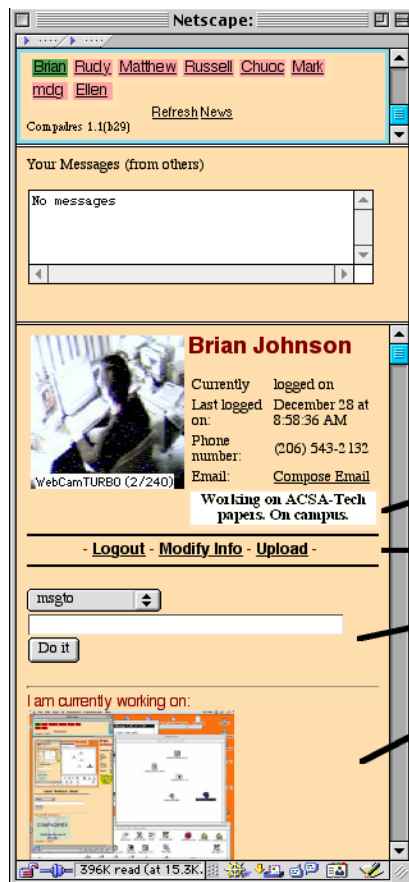 Netscape:
Brian Rudy Matthew Russell Chuoc Mark
mdg Ellen
Refresh News
Compadres 1.1(b29)
Your Messages (from others)
No messages
Brian Johnson
Currently logged on
Last logged on: December 28 at 8:58:36 AM
Phone number: (206) 543-2132
Email: Compose Email
WebCamTURBO (2/240)
Working on ACSA-Tech
papers. On campus.
- Logout - Modify Info - Upload -
msgto
Do it
I am currently working on:
396K read (at 15.3K.